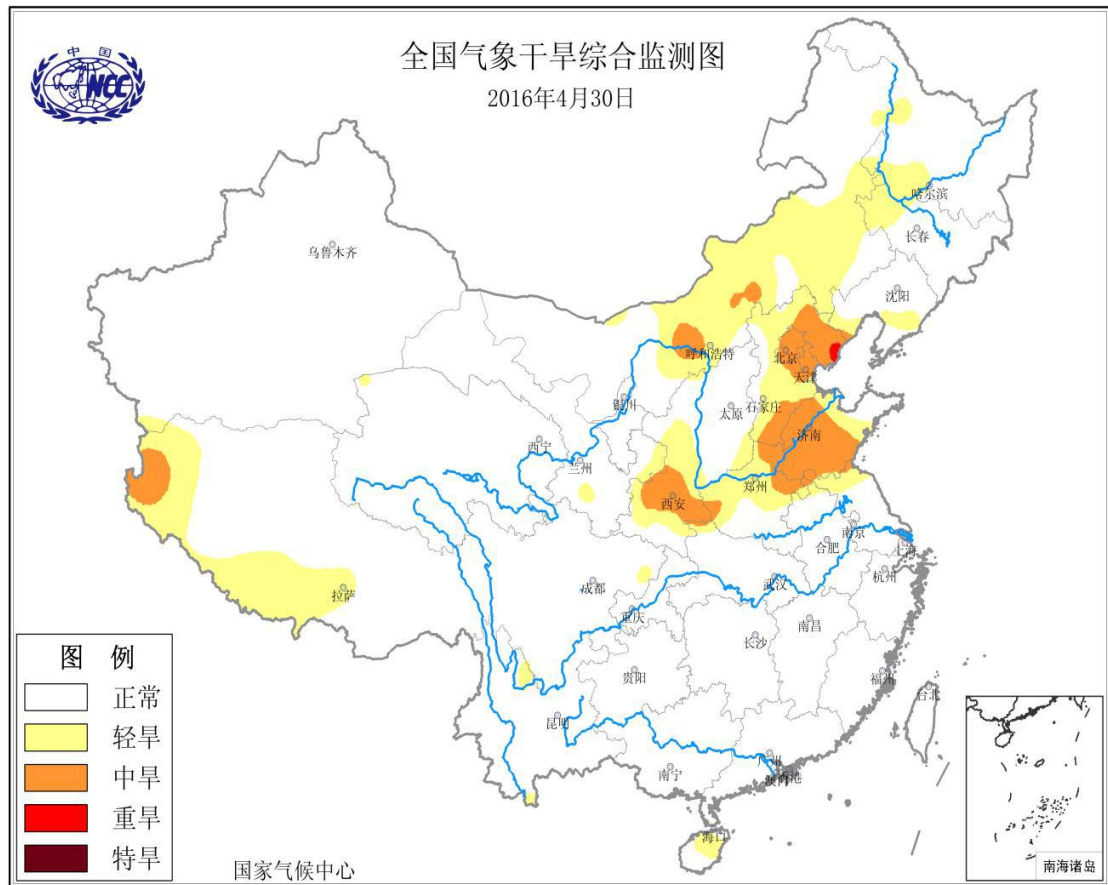 全国气象干旱综合监测图
2016年4月30日
中 国
NCC
哈尔滨
长春
乌鲁木齐
沈阳
呼和浩特
北京
天津
银川
太原
石家庄
济南
西宁
兰州
郑州
西安
南京
合肥
上海
杭州
武汉
成都
拉萨
重庆
南昌
长沙
贵阳
福州
台北
昆明
广州
南宁
澳门
香港
海口
图 例
正常
轻旱
中旱
重旱
特旱
国家气候中心
南海诸岛